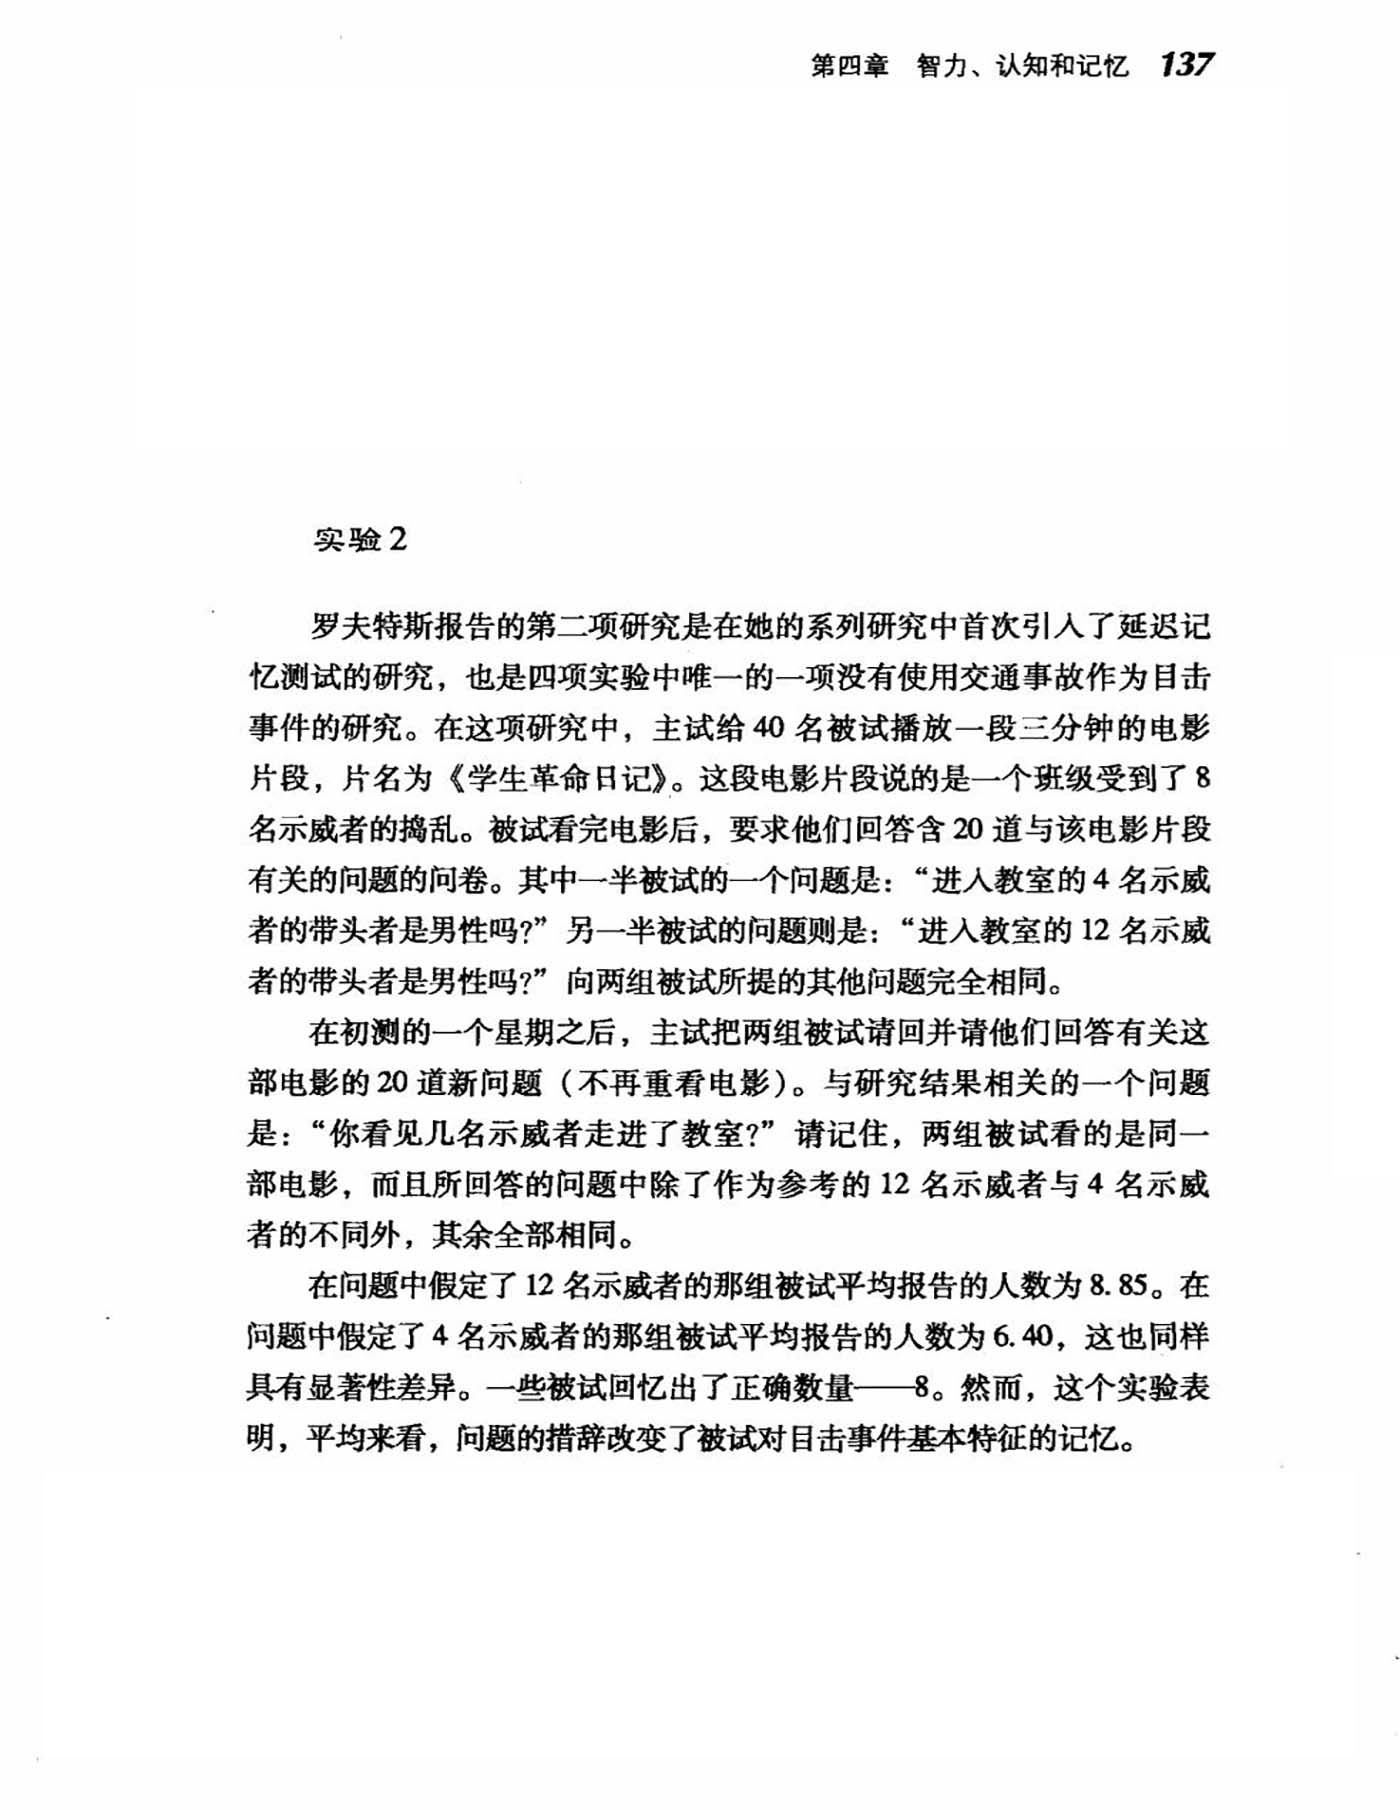 第四章 智力、认知和记忆 137
实验2
罗夫特斯报告的第二项研究是在她的系列研究中首次引入了延迟记
忆测试的研究，也是四项实验中唯一的一项没有使用交通事故作为目击
事件的研究。在这项研究中，主试给40名被试播放一段三分钟的电影
片段，片名为《学生革命日记》。这段电影片段说的是一个班级受到了8
名示威者的捣乱。被试看完电影后，要求他们回答含20道与该电影片段
有关的问题的问卷。其中一半被试的一个问题是：“进入教室的4名示威
者的带头者是男性吗?”另一半被试的问题则是：“进入教室的12名示威
者的带头者是男性吗?”向两组被试所提的其他问题完全相同。
在初测的一个星期之后，主试把两组被试请回并请他们回答有关这
部电影的20道新问题（不再重看电影）。与研究结果相关的一个问题
是：“你看见几名示威者走进了教室?”请记住，两组被试看的是同一
部电影，而且所回答的问题中除了作为参考的12名示威者与4名示威
者的不同外，其余全部相同。
在问题中假定了12名示威者的那组被试平均报告的人数为8.85。在
问题中假定了4名示威者的那组被试平均报告的人数为6.40，这也同样
具有显著性差异。一些被试回忆出了正确数量——8。然而，这个实验表
明，平均来看，问题的措辞改变了被试对目击事件基本特征的记忆。